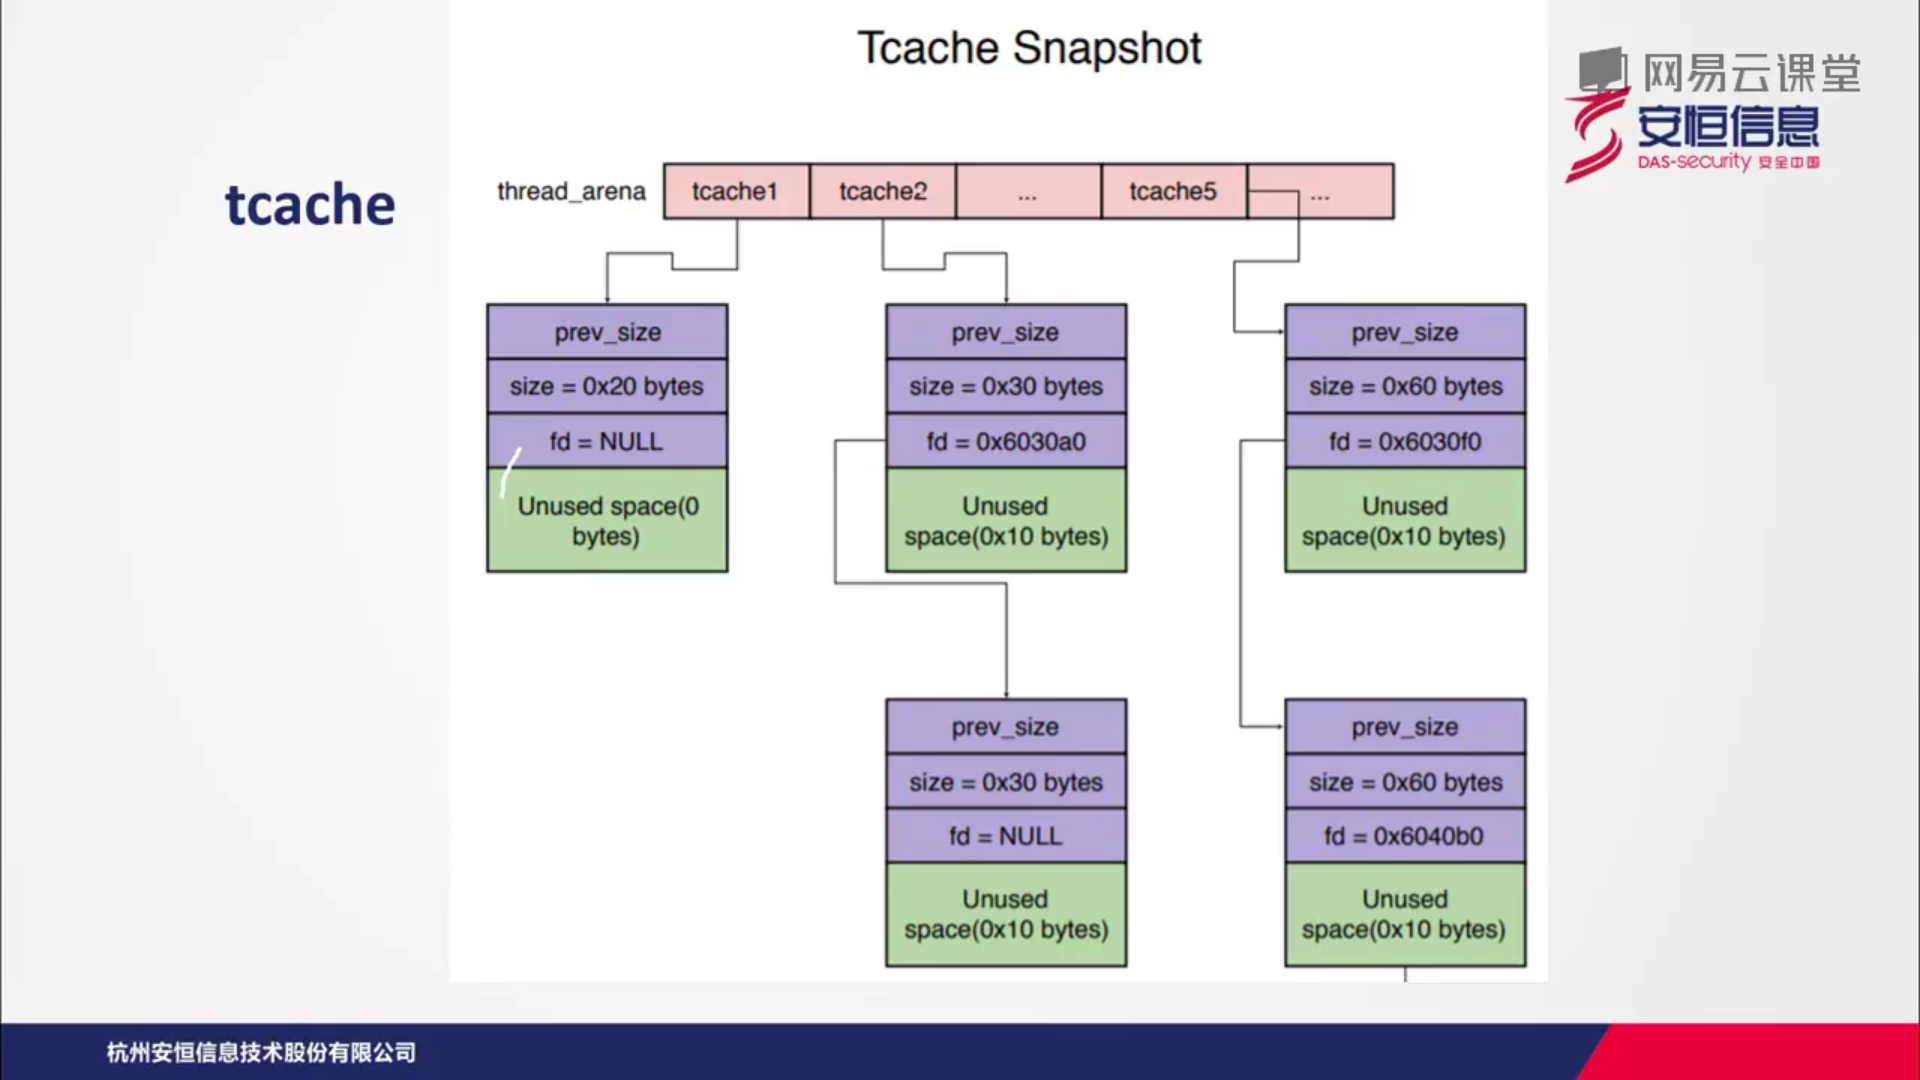 Tcache Snapshot
网易云课堂
安恒信息
DAS-security 安全中国
tcache
thread_arena
tcache1
tcache2
...
tcache5
...
prev_size
size = 0x20 bytes
fd = NULL
Unused space(0
bytes)
prev_size
size = 0x30 bytes
fd = 0x6030a0
Unused
space(0x10 bytes)
prev_size
size = 0x60 bytes
fd = 0x6030f0
Unused
space(0x10 bytes)
prev_size
size = 0x30 bytes
fd = NULL
Unused
space(0x10 bytes)
prev_size
size = 0x60 bytes
fd = 0x6040b0
Unused
space(0x10 bytes)
杭州安恒信息技术股份有限公司